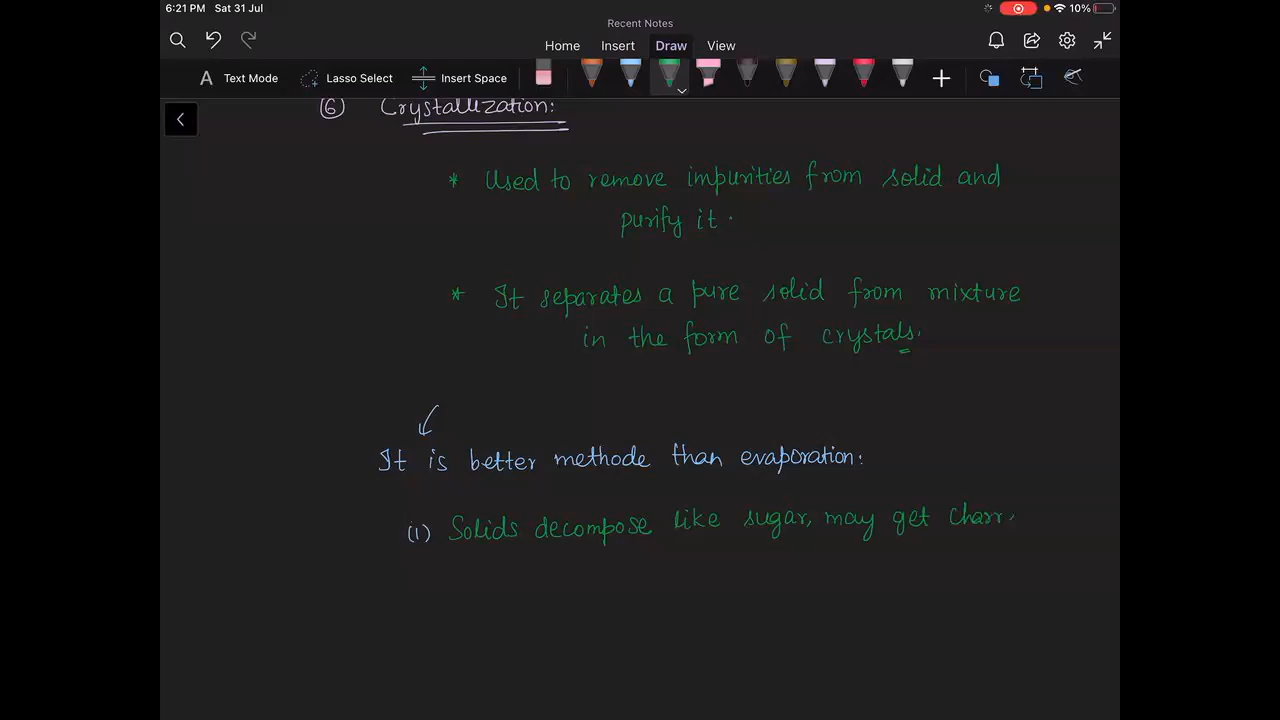 6:21 PM Sat 31 Jul
10%
Recent Notes
Home Insert Draw View
Text Mode Lasso Select Insert Space
⑥ Crystallization:
* Used to remove impurities from solid and
purify it.
* It separates a pure solid from mixture
in the form of crystals.
It is better methode than evaporation:
(1) Solids decompose like sugar, may get charr.